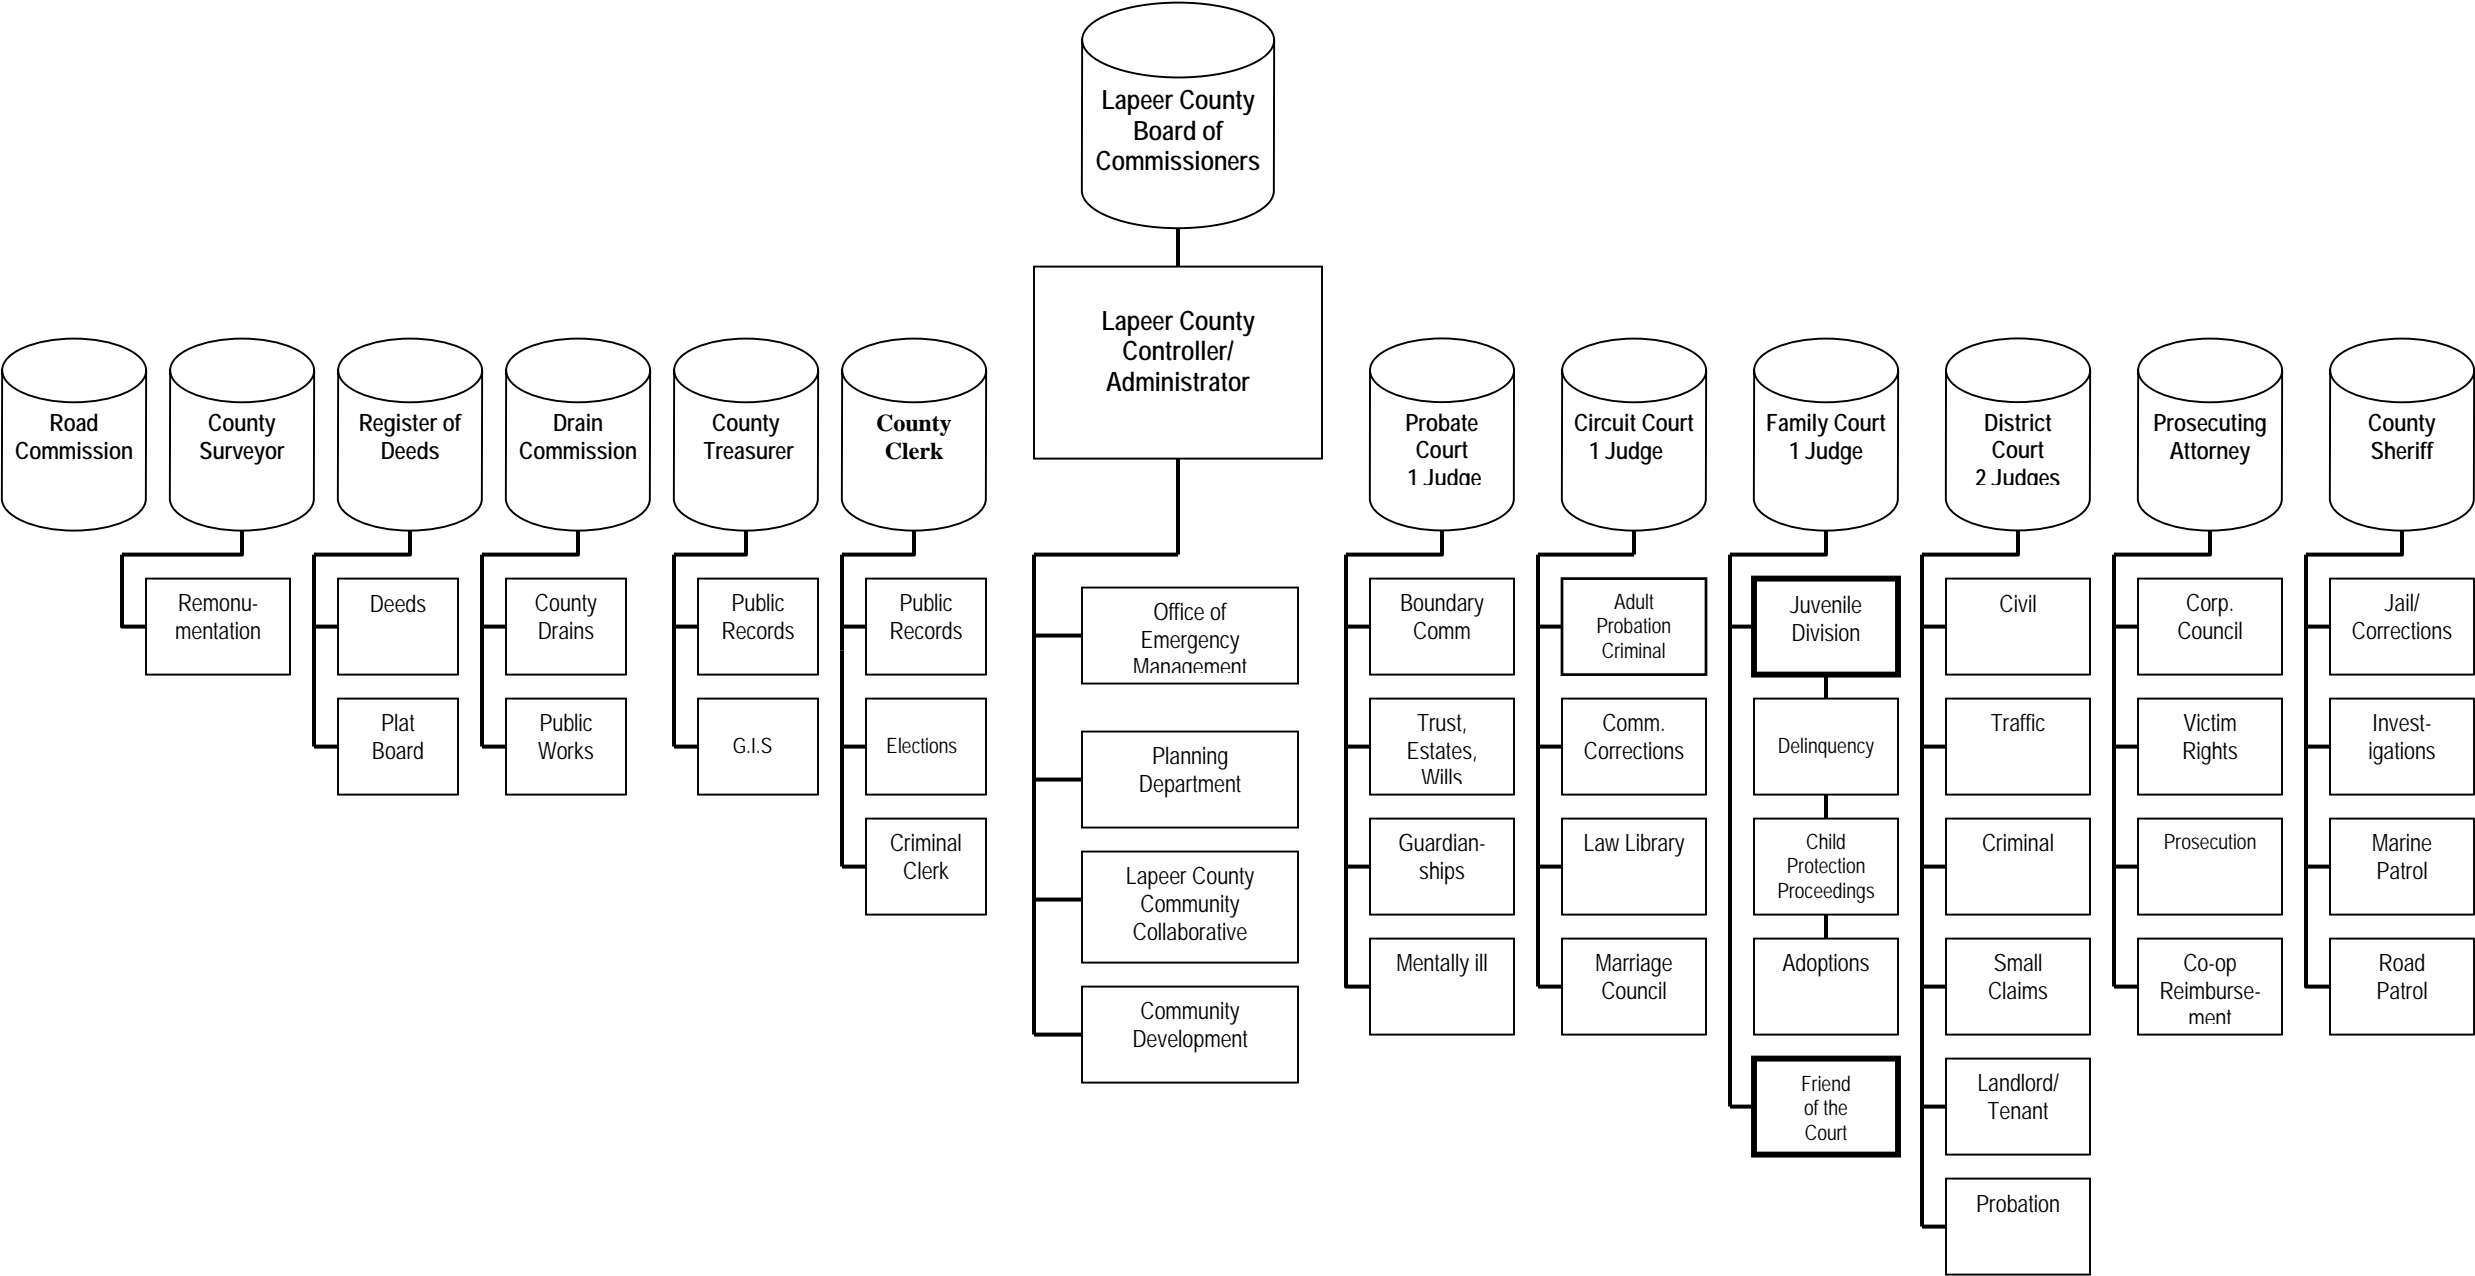 Lapeer County
Board of
Commissioners
Lapeer County
Controller/
Administrator
Road
Commission
County
Surveyor
Register of
Deeds
Drain
Commission
County
Treasurer
County
Clerk
Probate
Court
1 Judge
Circuit Court
1 Judge
Family Court
1 Judge
District
Court
2 Judges
Prosecuting
Attorney
County
Sheriff
Remonu-
mentation
Deeds
Plat
Board
County
Drains
Public
Works
Public
Records
G.I.S
Public
Records
Elections
Criminal
Clerk
Office of
Emergency
Management
Planning
Department
Lapeer County
Community
Collaborative
Community
Development
Boundary
Comm
Trust,
Estates,
Wills
Guardian-
ships
Mentally ill
Adult
Probation
Criminal
Comm.
Corrections
Law Library
Marriage
Council
Juvenile
Division
Delinquency
Child
Protection
Proceedings
Adoptions
Friend
of the
Court
Civil
Traffic
Criminal
Small
Claims
Landlord/
Tenant
Probation
Corp.
Council
Victim
Rights
Prosecution
Co-op
Reimburse-
ment
Jail/
Corrections
Invest-
igations
Marine
Patrol
Road
Patrol